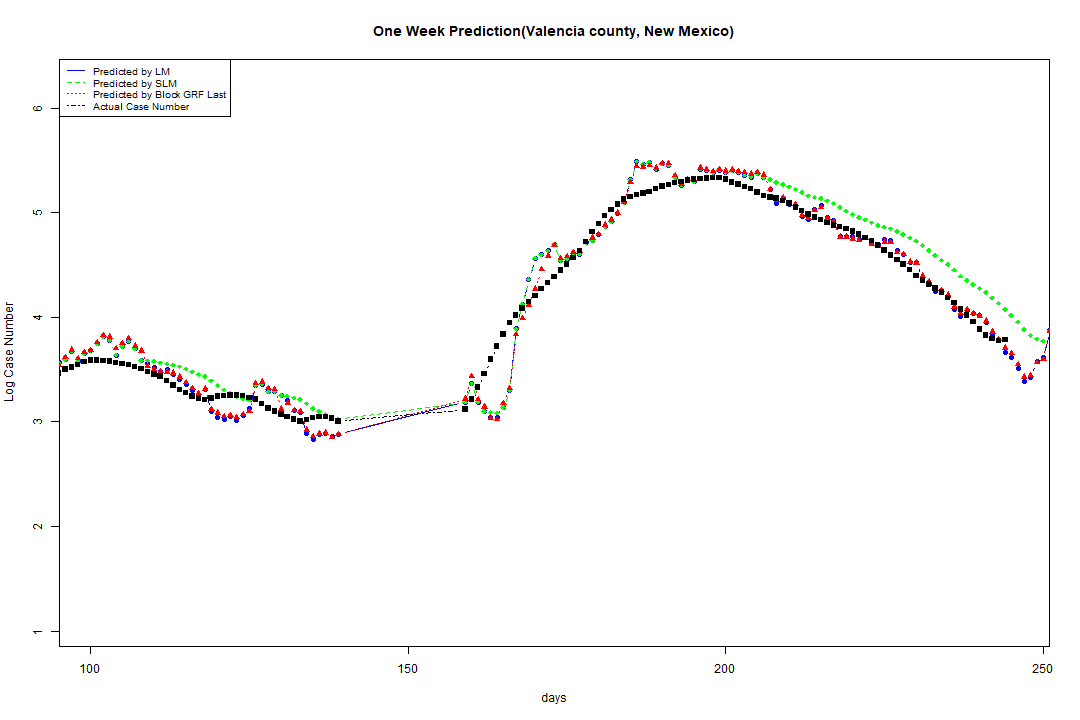 One Week Prediction(Valencia county, New Mexico)
Predicted by LM
Predicted by SLM
Predicted by Block GRF Last
Actual Case Number
6
5
4
3
2
1
Log Case Number
100 150 200 250
days